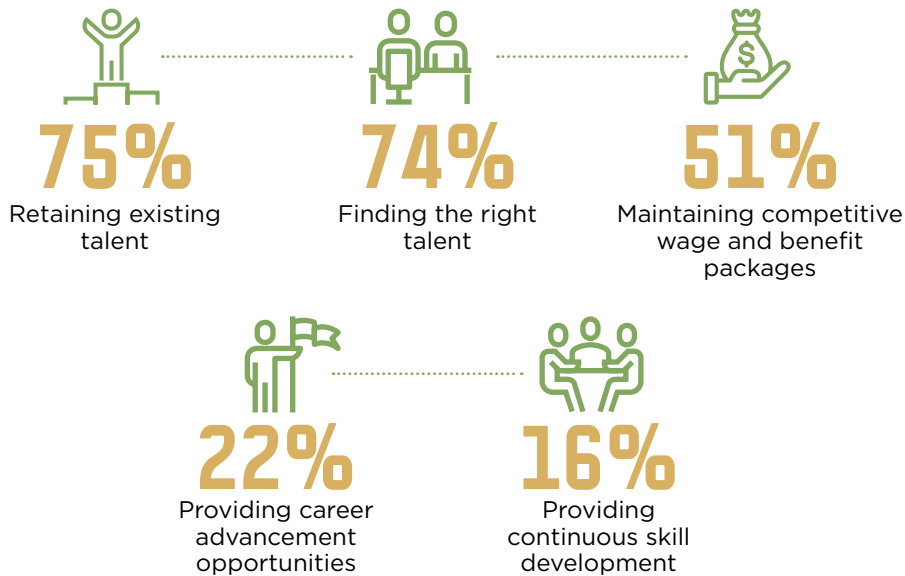 $
75%
Retaining existing
talent
74%
Finding the right
talent
51%
Maintaining competitive
wage and benefit
packages
22%
Providing career
advancement
opportunities
16%
Providing
continuous skill
development